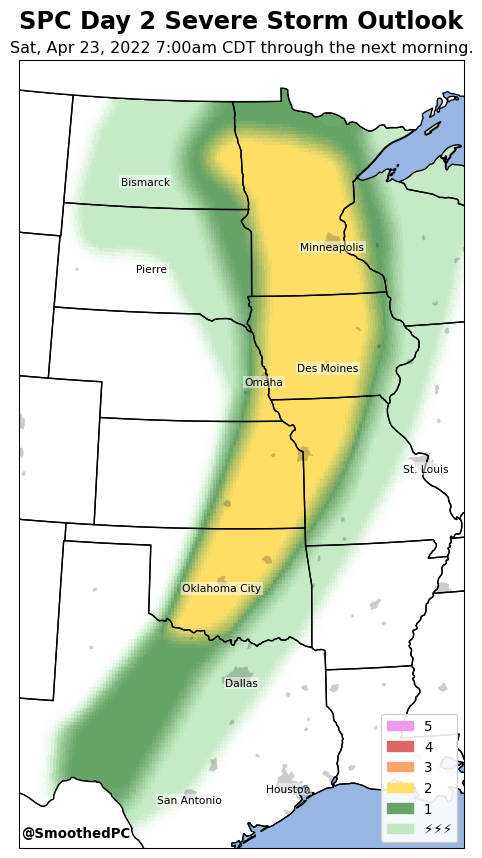 SPC Day 2 Severe Storm Outlook
Sat, Apr 23, 2022 7:00am CDT through the next morning.
Bismarck
Minneapolis
Pierre
Des Moines
Omaha
St. Louis
Oklahoma City
Dallas
Houston
San Antonio
5
4
3
2
1
⚡⚡⚡
@SmoothedPC